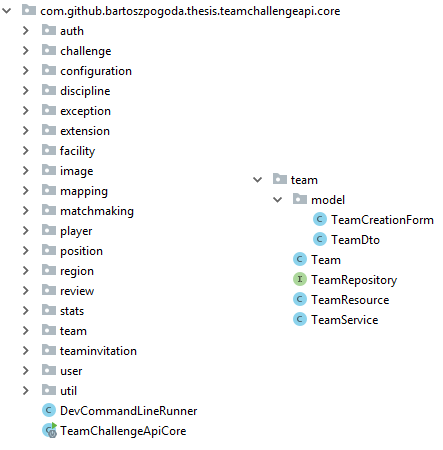 com.github.bartoszpogoda.thesis.teamchallengeapi.core
auth
challenge
configuration
discipline
exception
extension
facility
image
mapping
matchmaking
player
position
region
review
stats
team
teaminvitation
user
util
DevCommandLineRunner
TeamChallengeApiCore
team
model
TeamCreationForm
TeamDto
Team
TeamRepository
TeamResource
TeamService